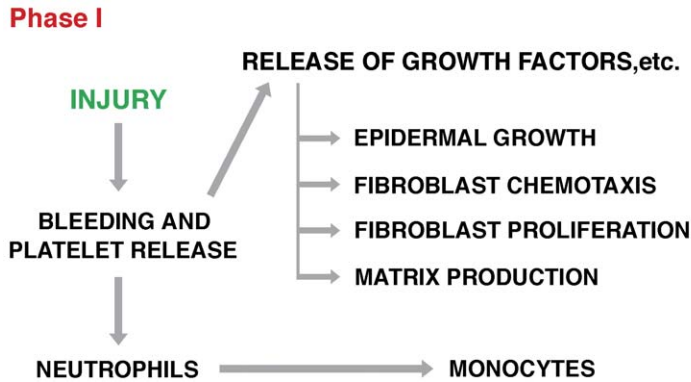 Phase I
RELEASE OF GROWTH FACTORS,etc.
INJURY
EPIDERMAL GROWTH
FIBROBLAST CHEMOTAXIS
BLEEDING AND
PLATELET RELEASE
FIBROBLAST PROLIFERATION
MATRIX PRODUCTION
NEUTROPHILS
MONOCYTES